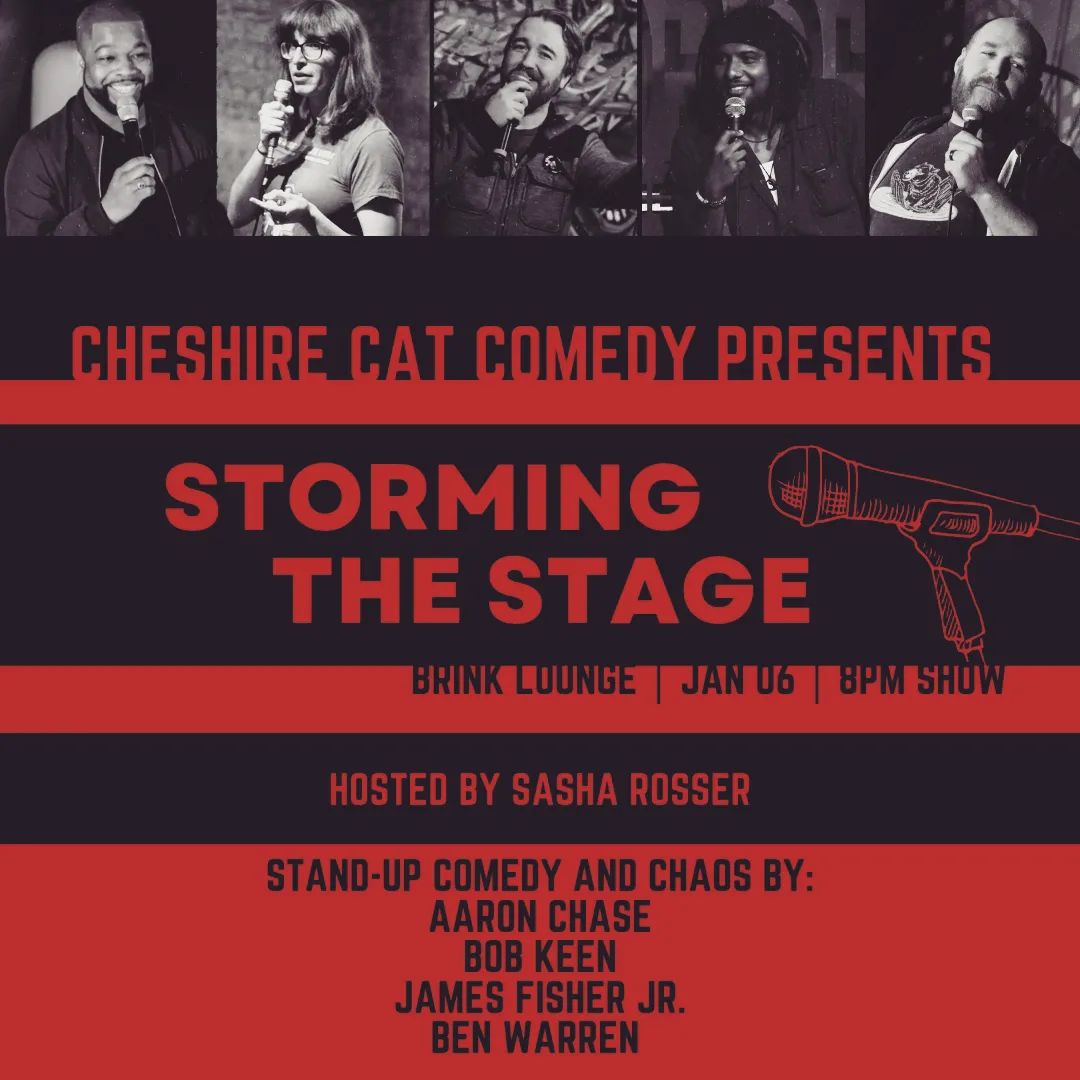 CHESHIRE CAT COMEDY PRESENTS
STORMING
THE STAGE
BRINK LOUNGE | JAN 06 | 8PM SHOW
HOSTED BY SASHA ROSSER
STAND-UP COMEDY AND CHAOS BY:
AARON CHASE
BOB KEEN
JAMES FISHER JR.
BEN WARREN